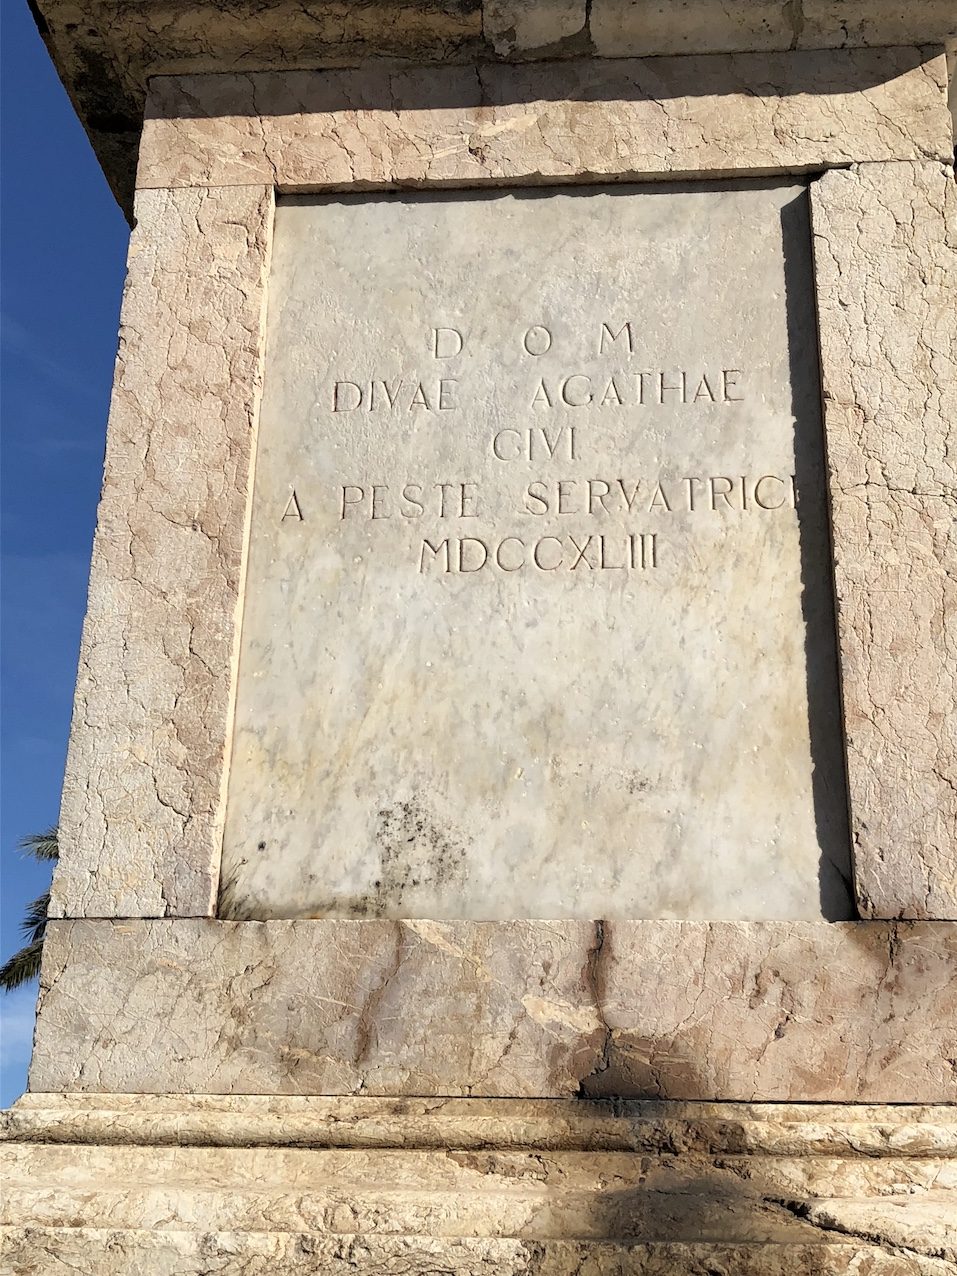 D O M
DIVAE AGATHAE
CIVI
A PESTE SERVATRICI
MDCCXLIII